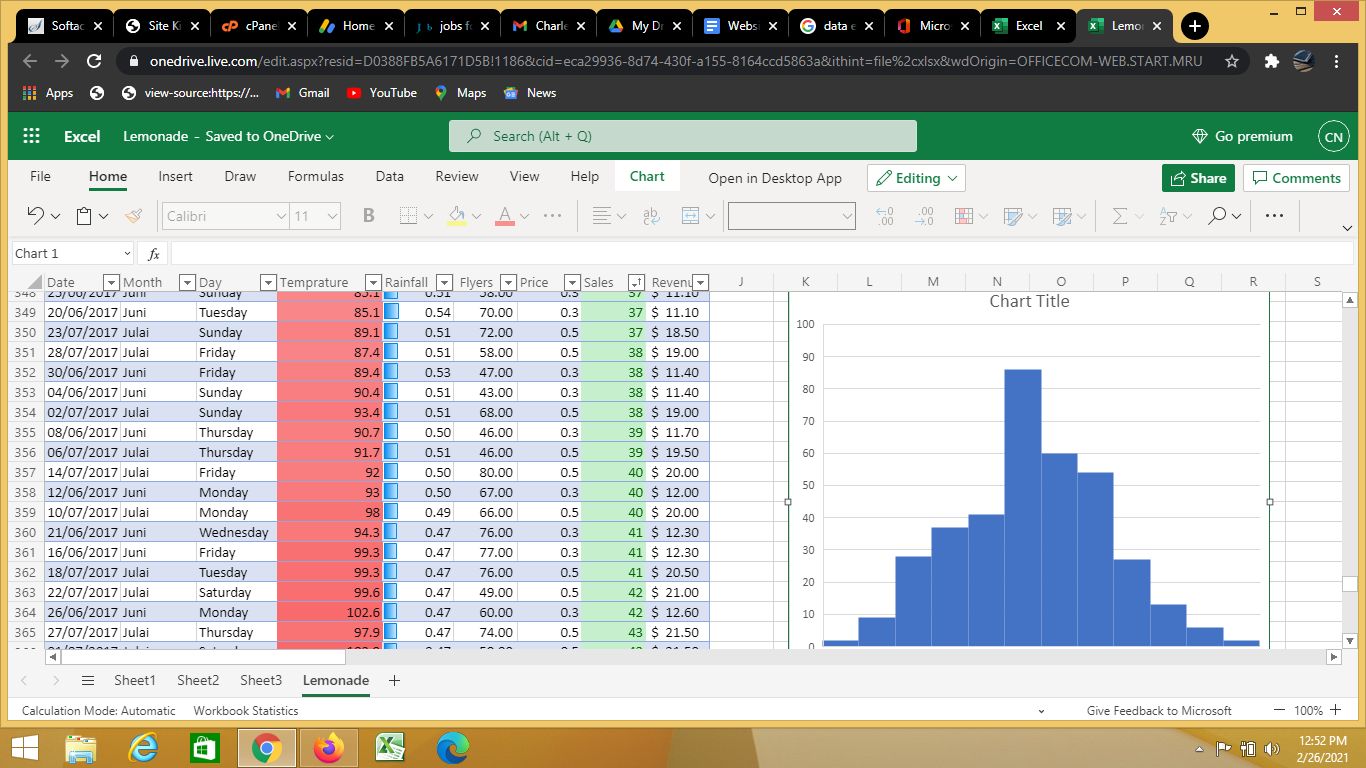 Softac Site Ki cPane Home jobs fo Charle My Dr Websi data e Micro Excel Lemo
onedrive.live.com/edit.aspx?resid=D0388FB5A6171D5B!1186&cid=eca29936-8d74-430f-a155-8164ccd5863a&ithint=file%2cxlsx&wdOrigin=OFFICECOM-WEB.START.MRU
Apps view-source:https://... Gmail YouTube Maps News
Excel Lemonade - Saved to OneDrive Search (Alt + Q) Go premium CN
File Home Insert Draw Formulas Data Review View Help Chart Open in Desktop App Editing Share Comments
Calibri 11 B A ab
Chart 1 fx
Date Month Day Temprature Rainfall Flyers Price Sales Revenu J K L M N O P Q R S
348 25/06/2017 Juni Sunday 85.1 0.51 58.00 0.3 37 $ 11.10
349 20/06/2017 Juni Tuesday 85.1 0.54 70.00 0.3 37 $ 11.10
350 23/07/2017 Julai Sunday 89.1 0.51 72.00 0.5 37 $ 18.50
351 28/07/2017 Julai Friday 87.4 0.51 58.00 0.5 38 $ 19.00
352 30/06/2017 Juni Friday 89.4 0.53 47.00 0.3 38 $ 11.40
353 04/06/2017 Juni Sunday 90.4 0.51 43.00 0.3 38 $ 11.40
354 02/07/2017 Julai Sunday 93.4 0.51 68.00 0.5 38 $ 19.00
355 08/06/2017 Juni Thursday 90.7 0.50 46.00 0.3 39 $ 11.70
356 06/07/2017 Julai Thursday 91.7 0.51 46.00 0.5 39 $ 19.50
357 14/07/2017 Julai Friday 92 0.50 80.00 0.5 40 $ 20.00
358 12/06/2017 Juni Monday 93 0.50 67.00 0.3 40 $ 12.00
359 10/07/2017 Julai Monday 98 0.49 66.00 0.5 40 $ 20.00
360 21/06/2017 Juni Wednesday 94.3 0.47 76.00 0.3 41 $ 12.30
361 16/06/2017 Juni Friday 99.3 0.47 77.00 0.3 41 $ 12.30
362 18/07/2017 Julai Tuesday 99.3 0.47 76.00 0.5 41 $ 20.50
363 22/07/2017 Julai Saturday 99.6 0.47 49.00 0.5 42 $ 21.00
364 26/06/2017 Juni Monday 102.6 0.47 60.00 0.3 42 $ 12.60
365 27/07/2017 Julai Thursday 97.9 0.47 74.00 0.5 43 $ 21.50
Chart Title
100
90
80
70
60
50
40
30
20
10
0
Sheet1 Sheet2 Sheet3 Lemonade
Calculation Mode: Automatic Workbook Statistics Give Feedback to Microsoft 100%
12:52 PM
2/26/2021